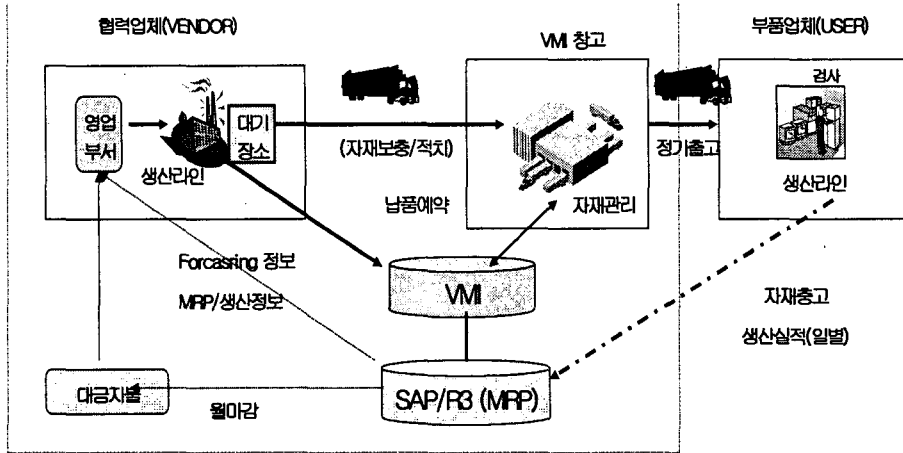 협력업체(VENDOR)
VMI 창고
부품업체(USER)
영업
부서
대기
장소
생산라인
(자재보충/적치)
정기출고
검사
생산라인
납품예약
자재관리
Forcasring 정보
MRP/생산정보
VMI
자재충고
생산실적(일별)
대금지불
월마감
SAP/R3 (MRP)